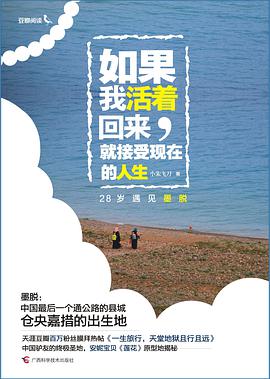 豆瓣阅读
如果
我活着
回来，
就接受现在
的人生
小朱飞刀 著
28岁遇见墨脱
墨脱：
中国最后一个通公路的县城
仓央嘉措的出生地
天涯豆瓣百万粉丝膜拜热帖《一生旅行，天堂地狱且行且远》
中国驴友的终极圣地，安妮宝贝《莲花》原型地揭秘
广西科学技术出版社